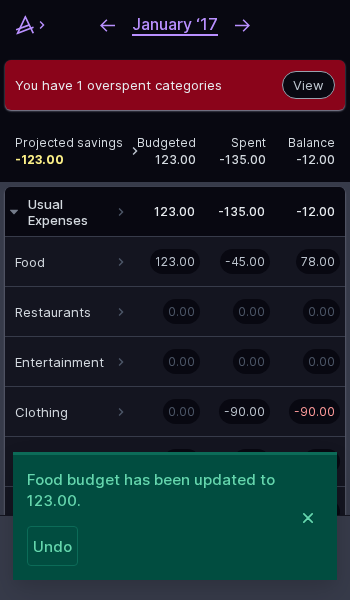 January ‘17
You have 1 overspent categories
View
Projected savings
-123.00
Budgeted
123.00
Spent
-135.00
Balance
-12.00
Usual
Expenses
123.00
-135.00
-12.00
Food
123.00
-45.00
78.00
Restaurants
0.00
0.00
0.00
Entertainment
0.00
0.00
0.00
Clothing
0.00
-90.00
-90.00
Food budget has been updated to
123.00.
Undo